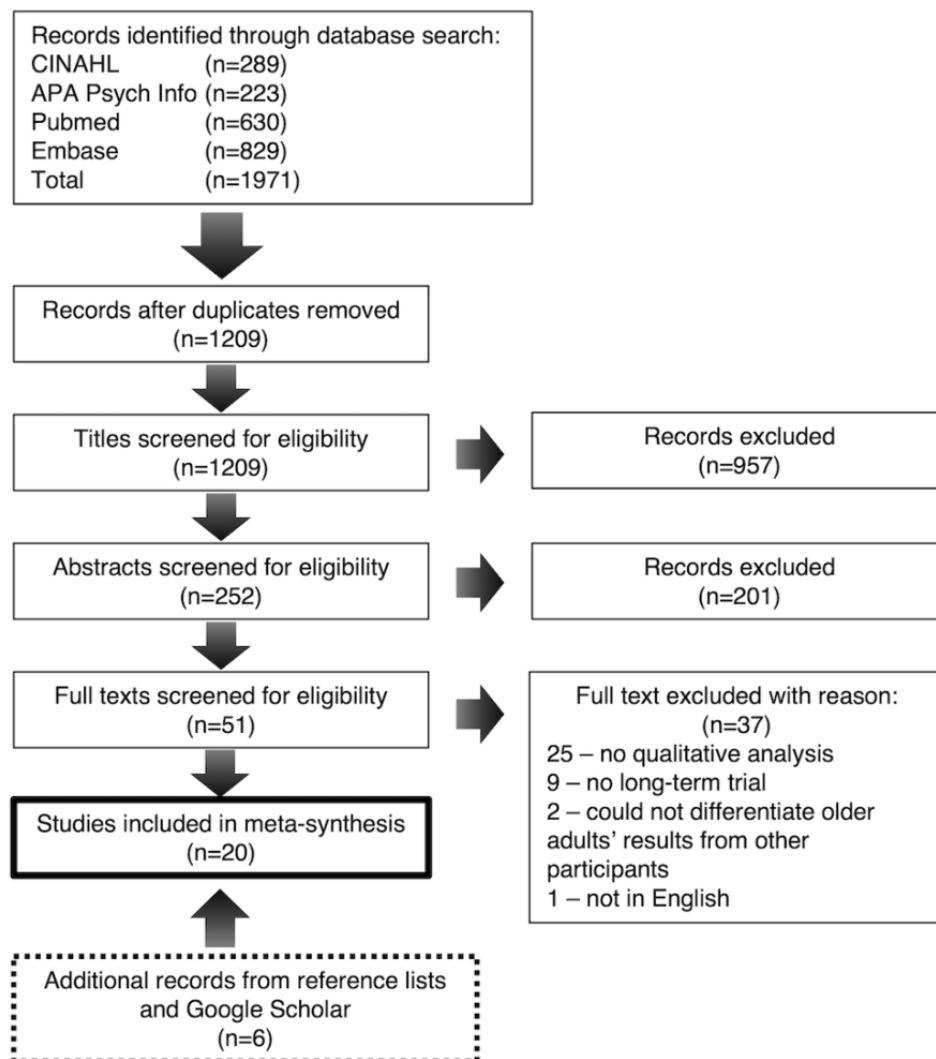 Records identified through database search:
CINAHL (n=289)
APA Psych Info (n=223)
Pubmed (n=630)
Embase (n=829)
Total (n=1971)
Records after duplicates removed
(n=1209)
Titles screened for eligibility
(n=1209)
Records excluded
(n=957)
Abstracts screened for eligibility
(n=252)
Records excluded
(n=201)
Full texts screened for eligibility
(n=51)
Full text excluded with reason:
(n=37)
25 – no qualitative analysis
9 – no long-term trial
2 – could not differentiate older
adults’ results from other
participants
1 – not in English
Studies included in meta-synthesis
(n=20)
Additional records from reference lists
and Google Scholar
(n=6)